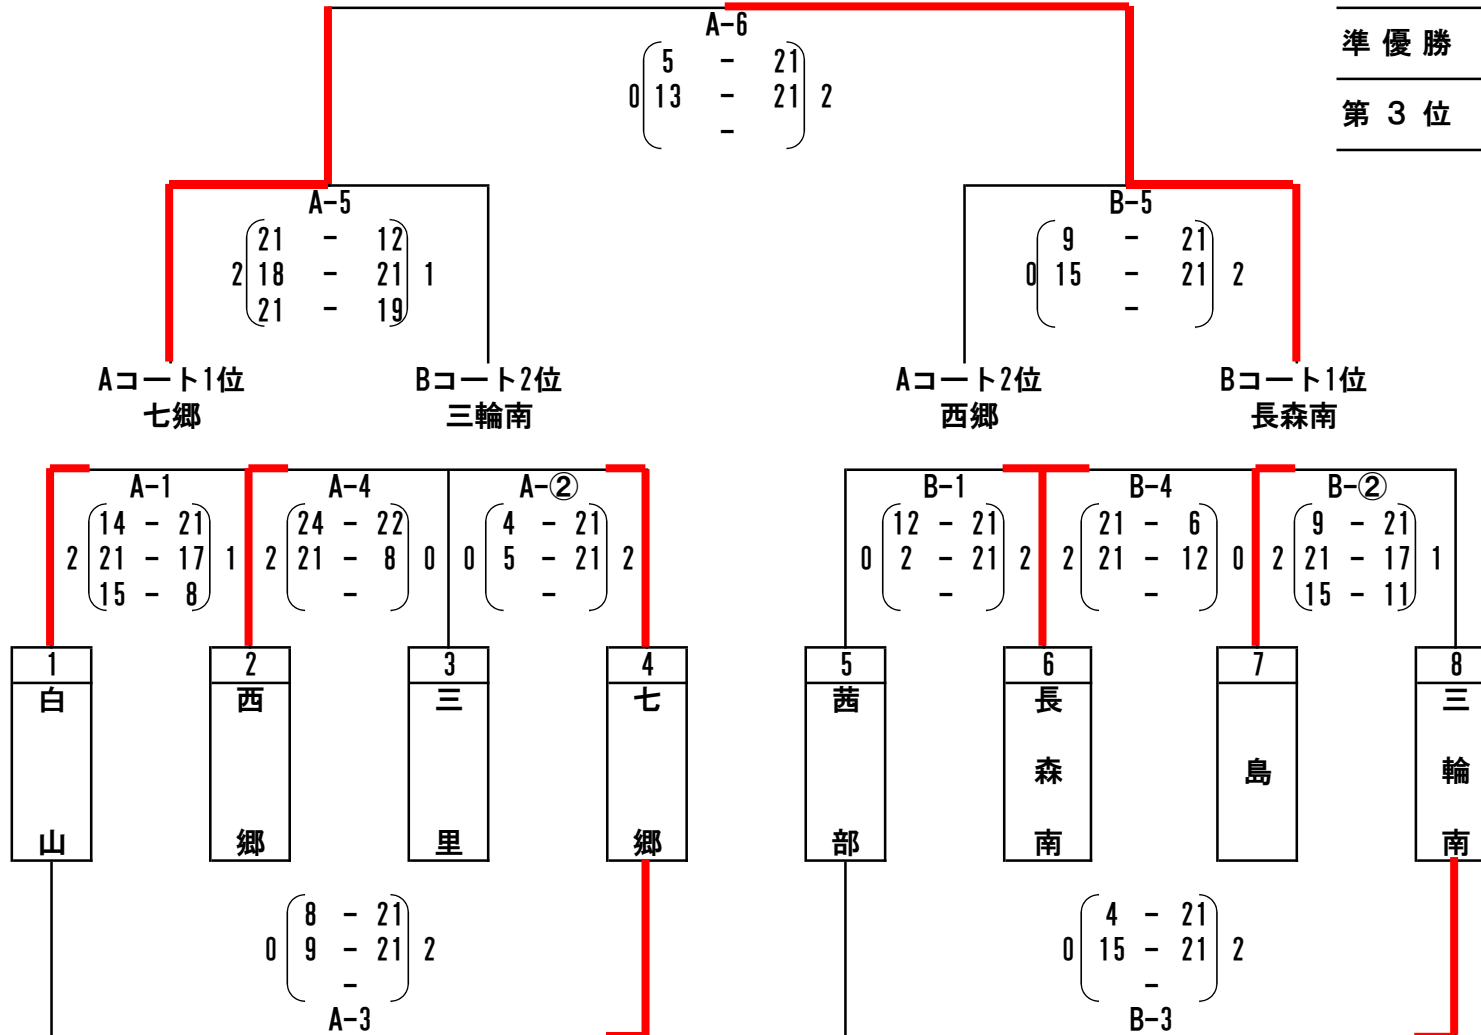 A-6
準優勝
5 - 21
0 13 - 21 2
-
第3位
A-5
21 - 12
2 18 - 21 1
21 - 19
B-5
9 - 21
0 15 - 21 2
-
Aコート1位
七郷
Bコート2位
三輪南
Aコート2位
西郷
Bコート1位
長森南
A-1
14 - 21
2 21 - 17 1
15 - 8
A-4
24 - 22
2 21 - 8 0
-
A-②
4 - 21
0 5 - 21 2
-
B-1
12 - 21
0 2 - 21 2
-
B-4
21 - 6
2 21 - 12 0
-
B-②
9 - 21
2 21 - 17 1
15 - 11
1
白山
2
西郷
3
三里
4
七郷
5
茜部
6
長森南
7
島
8
三輪南
8 - 21
0 9 - 21 2
-
A-3
4 - 21
0 15 - 21 2
-
B-3